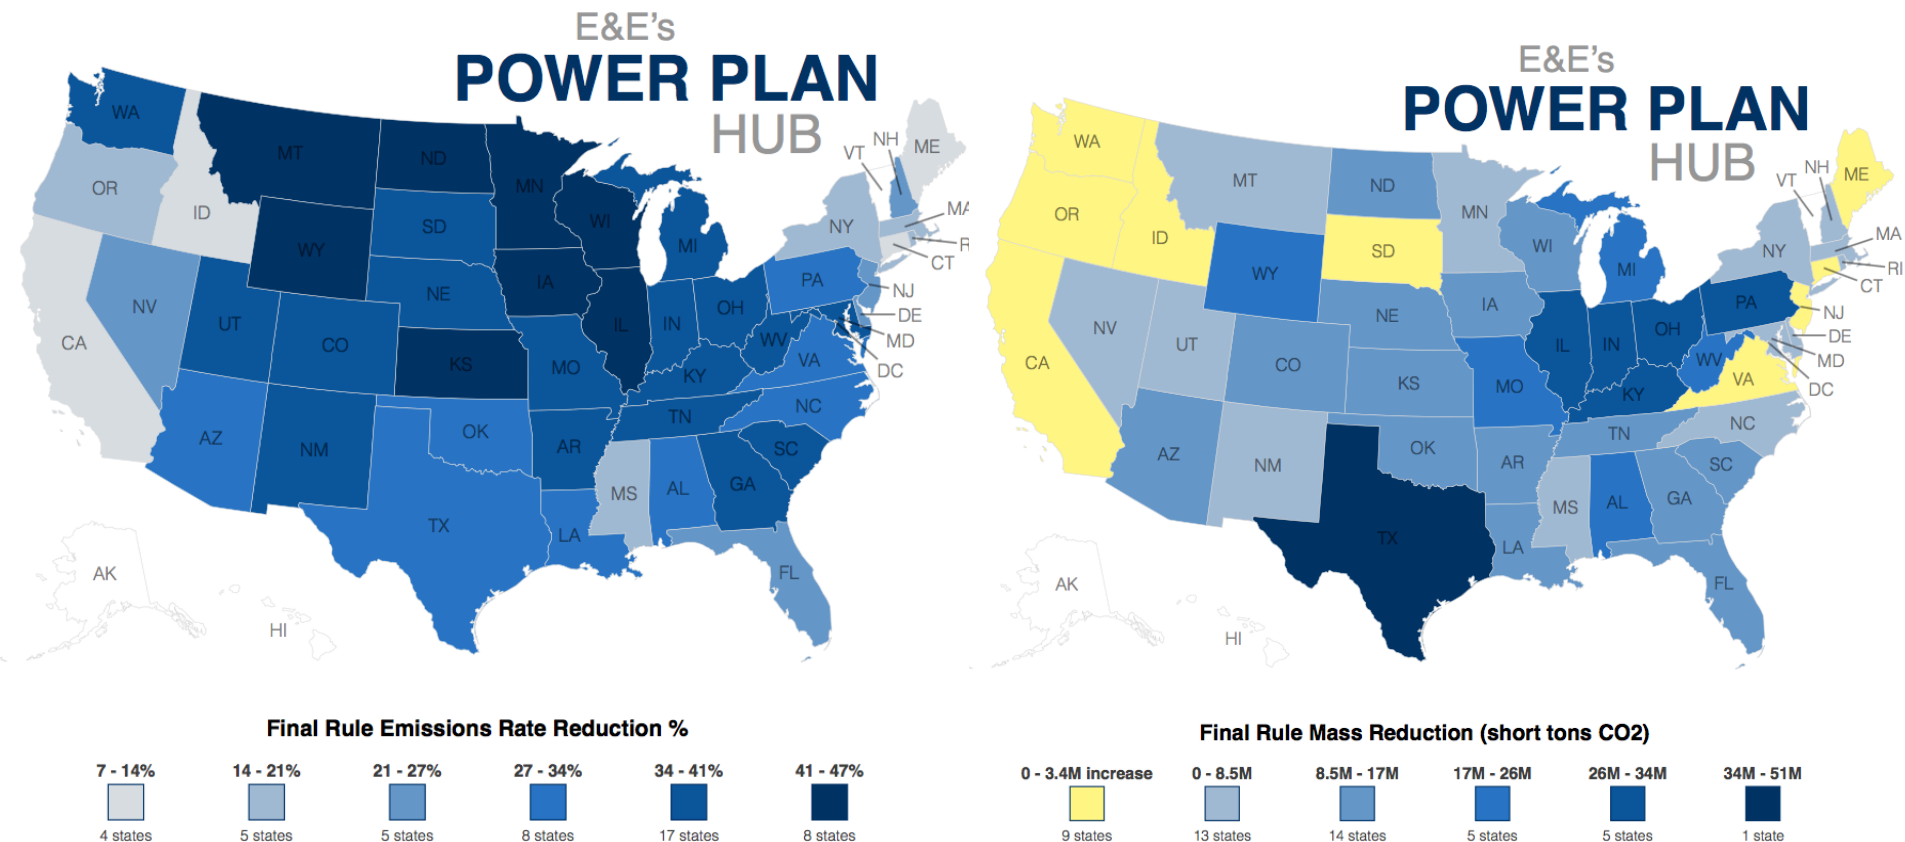 E&E's
POWER PLAN
HUB
WA
MT
ND
MN
OR
ID
WY
SD
WI
MI
NY
VT
NH
ME
MA
R
CT
NJ
DE
MD
DC
PA
CA
NV
UT
CO
NE
IA
IL
IN
OH
WV
VA
KS
MO
KY
AZ
NM
OK
AR
TN
NC
SC
MS
AL
GA
TX
LA
FL
AK
HI
Final Rule Emissions Rate Reduction %
7 - 14%
14 - 21%
21 - 27%
27 - 34%
34 - 41%
41 - 47%
4 states
5 states
5 states
8 states
17 states
8 states
E&E's
POWER PLAN
HUB
WA
MT
ND
MN
OR
ID
WY
SD
WI
MI
NY
VT
NH
ME
MA
RI
CT
NJ
DE
MD
DC
PA
CA
NV
UT
CO
NE
IA
IL
IN
OH
WV
VA
KS
MO
KY
AZ
NM
OK
AR
TN
NC
SC
MS
AL
GA
TX
LA
FL
AK
HI
Final Rule Mass Reduction (short tons CO2)
0 - 3.4M increase
0 - 8.5M
8.5M - 17M
17M - 26M
26M - 34M
34M - 51M
9 states
13 states
14 states
5 states
5 states
1 state